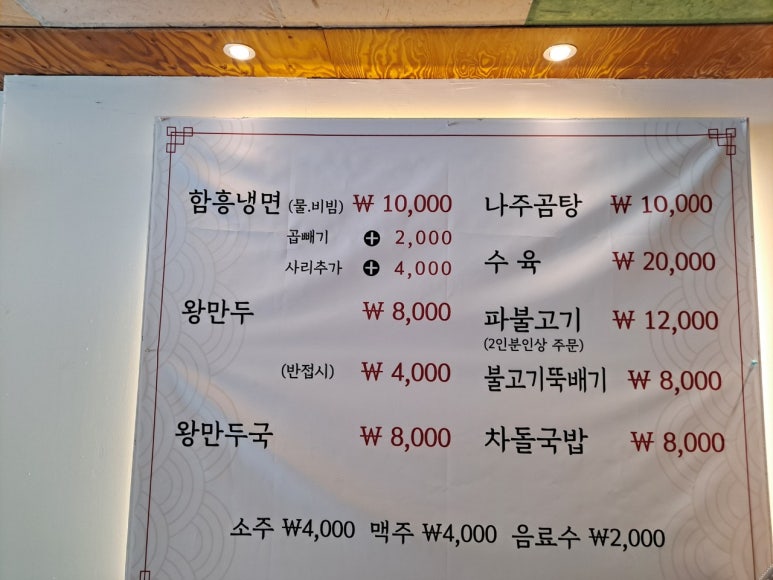 함흥냉면 (물.비빔) ₩ 10,000
곱빼기 + 2,000
사리추가 + 4,000
왕만두 ₩ 8,000
(반접시) ₩ 4,000
왕만두국 ₩ 8,000
나주곰탕 ₩ 10,000
수 육 ₩ 20,000
파불고기 ₩ 12,000
(2인분인상 주문)
불고기뚝배기 ₩ 8,000
차돌국밥 ₩ 8,000
소주 ₩4,000 맥주 ₩4,000 음료수 ₩2,000